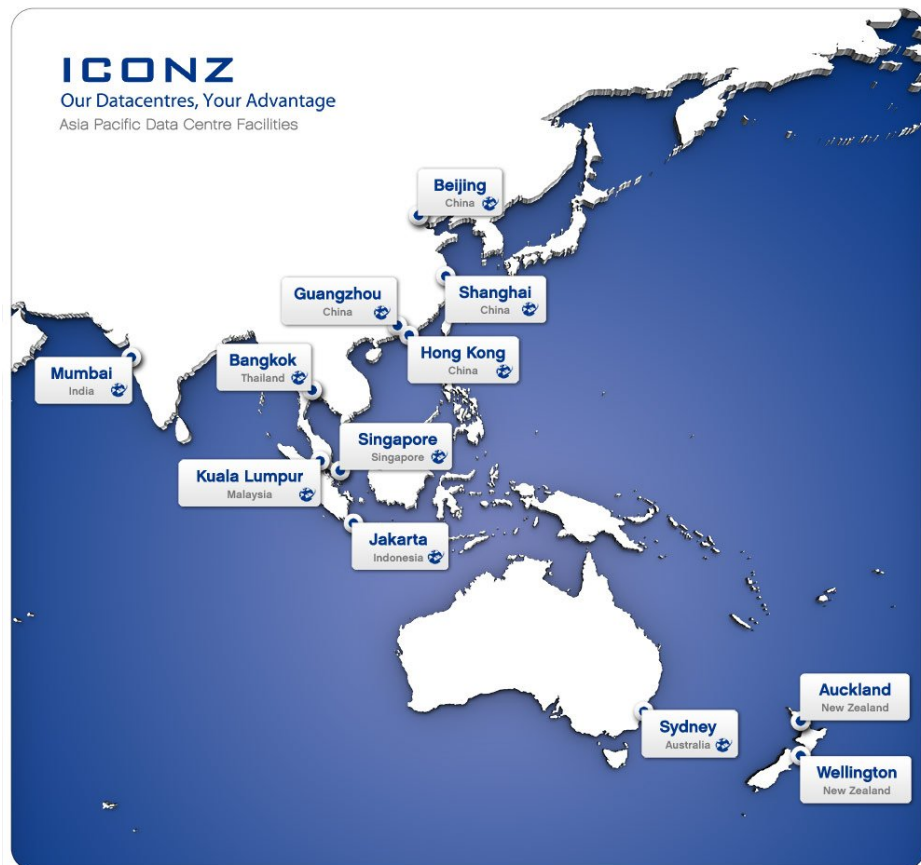 ICONZ
Our Datacentres, Your Advantage
Asia Pacific Data Centre Facilities
Beijing
China
Guangzhou
China
Shanghai
China
Mumbai
India
Bangkok
Thailand
Hong Kong
China
Singapore
Singapore
Kuala Lumpur
Malaysia
Jakarta
Indonesia
Auckland
New Zealand
Sydney
Australia
Wellington
New Zealand